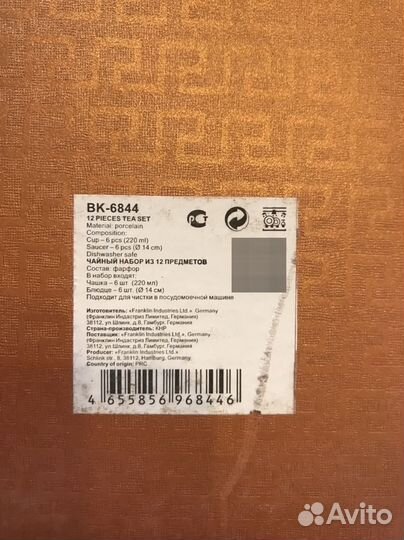 BK-6844
12 PIECES TEA SET
Material: porcelain
Composition:
Cup – 6 pcs (220 ml)
Saucer – 6 pcs (Ø 14 cm)
Dishwasher safe
ЧАЙНЫЙ НАБОР ИЗ 12 ПРЕДМЕТОВ
Состав: фарфор
В набор входят:
Чашка – 6 шт. (220 мл)
Блюдце – 6 шт. (Ø 14 см)
Подходит для чистки в посудомоечной машине
Изготовитель: «Franklin Industries Ltd.», Germany
(Франклин Индастриз Лимитед, Германия)
38112, ул Шлинк, д.8, Гамбург, Германия.
Страна-производитель: КНР
Поставщик: «Franklin Industries Ltd.», Germany
(Франклин Индастриз Лимитед, Германия)
38112, ул Шлинк, д.8, Гамбург, Германия.
Producer: «Franklin Industries Ltd.»
Schlink str., 8, 38112, Hamburg, Germany.
Country of origin: PRC
4 655856 968446
Avito